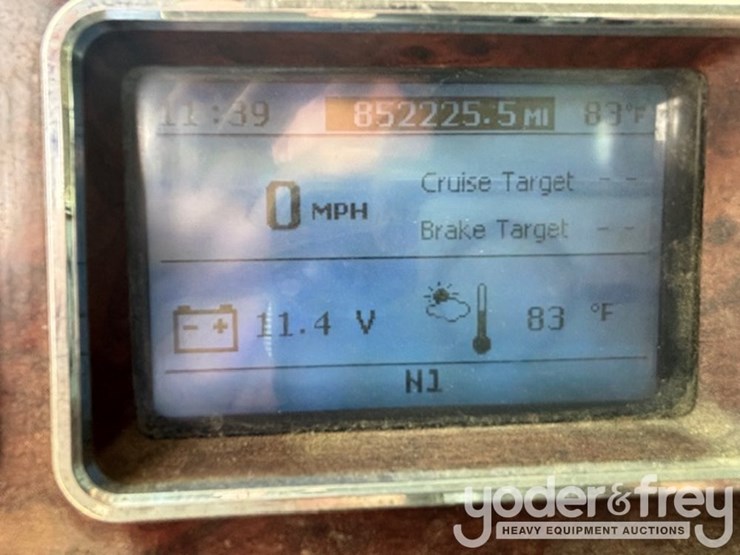 11:39 852225.5 MI 83°F
Cruise Target - -
0 MPH
Brake Target - -
- + 11.4 V 83 °F
N1
yoder&frey
HEAVY EQUIPMENT AUCTIONS